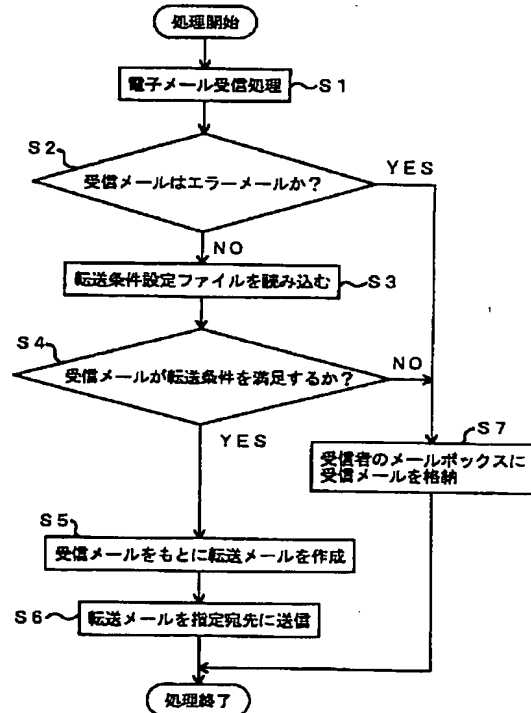 処理開始
電子メール受信処理 S1
S2
受信メールはエラーメールか?
YES
NO
転送条件設定ファイルを読み込む S3
S4
受信メールが転送条件を満足するか?
NO
YES
S7
受信者のメールボックスに
受信メールを格納
S5
受信メールをもとに転送メールを作成
S6 転送メールを指定宛先に送信
処理終了